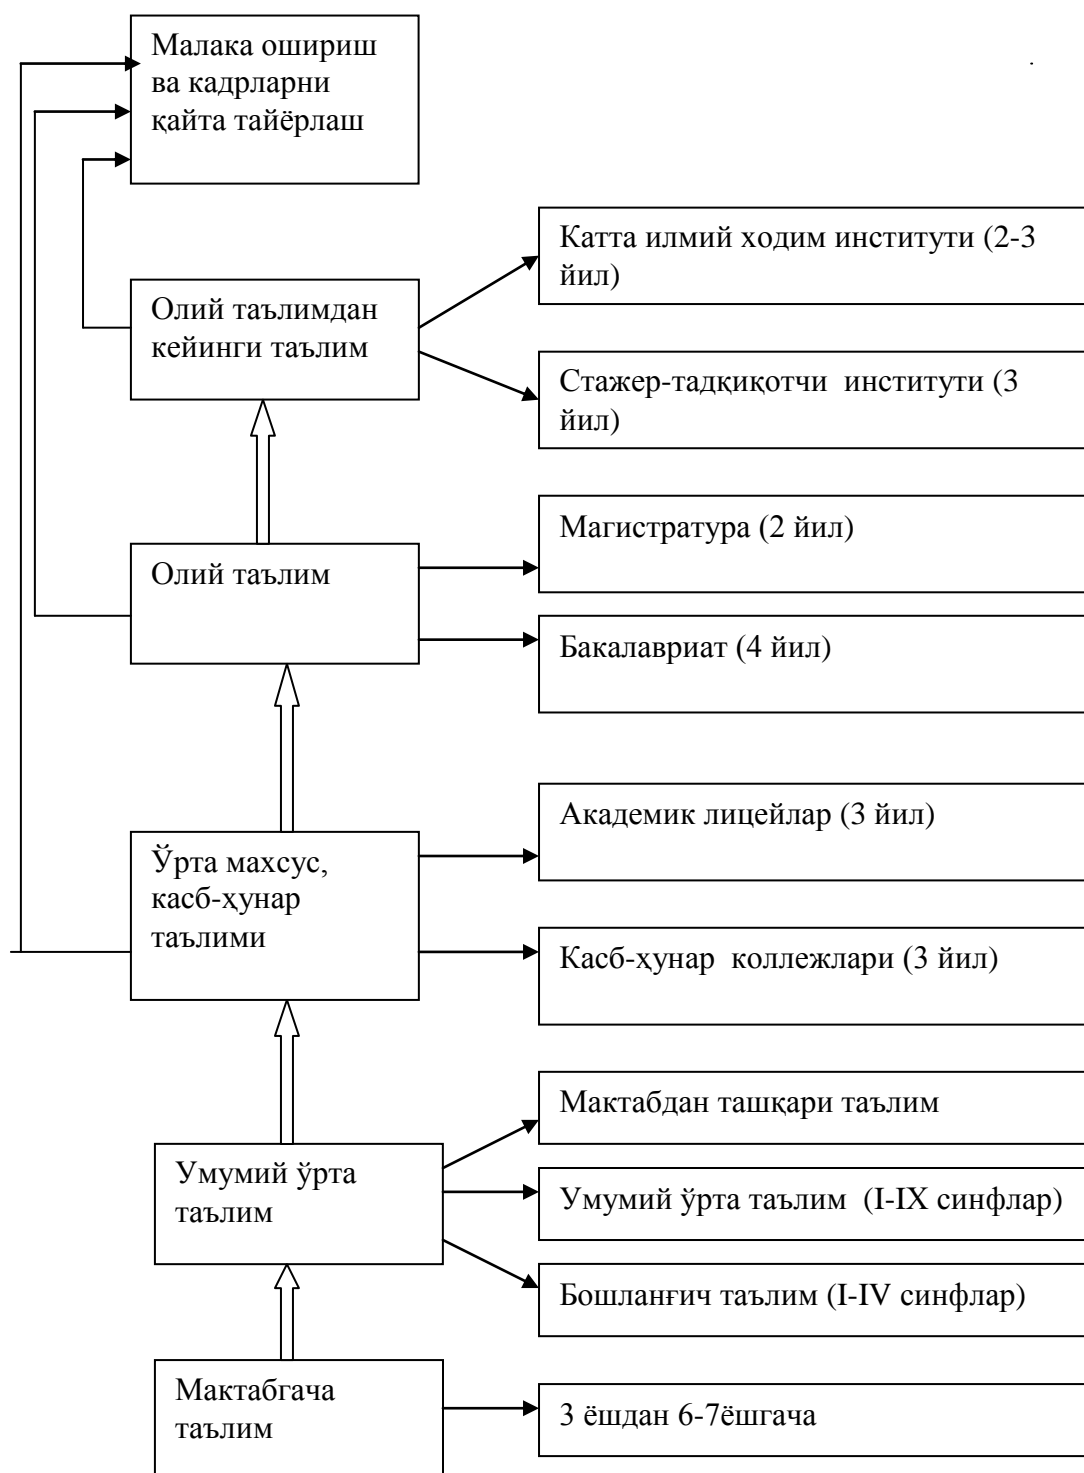 Малака ошириш
ва кадрларни
қайта тайёрлаш
Катта илмий ходим институти (2-3
йил)
Олий таълимдан
кейинги таълим
Стажер-тадқиқотчи  институти (3
йил)
Магистратура (2 йил)
Олий таълим
Бакалавриат (4 йил)
Академик лицейлар (3 йил)
Ўрта махсус,
касб-ҳунар
таълими
Касб-ҳунар  коллежлари (3 йил)
Мактабдан ташқари таълим
Умумий ўрта
таълим
Умумий ўрта таълим  (I-IX синфлар)
Бошланғич таълим (I-IV синфлар)
Мактабгача
таълим
3 ёшдан 6-7ёшгача